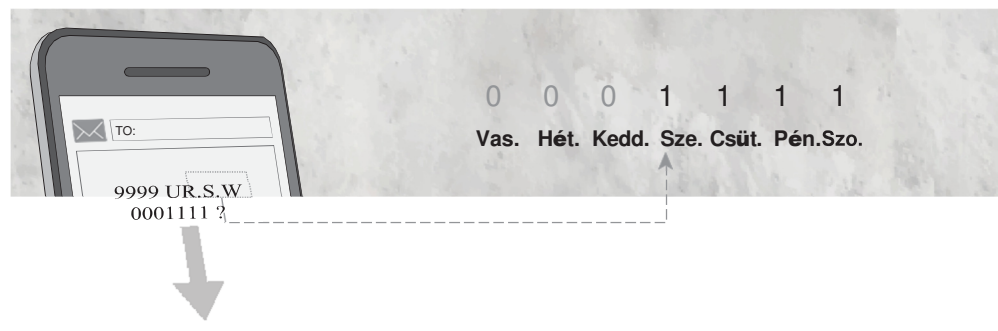 TO:
9999 UR.S.W
0001111 ?
0 0 0 1 1 1 1
Vas. Hét. Kedd. Sze. Csüt. Pén.Szo.